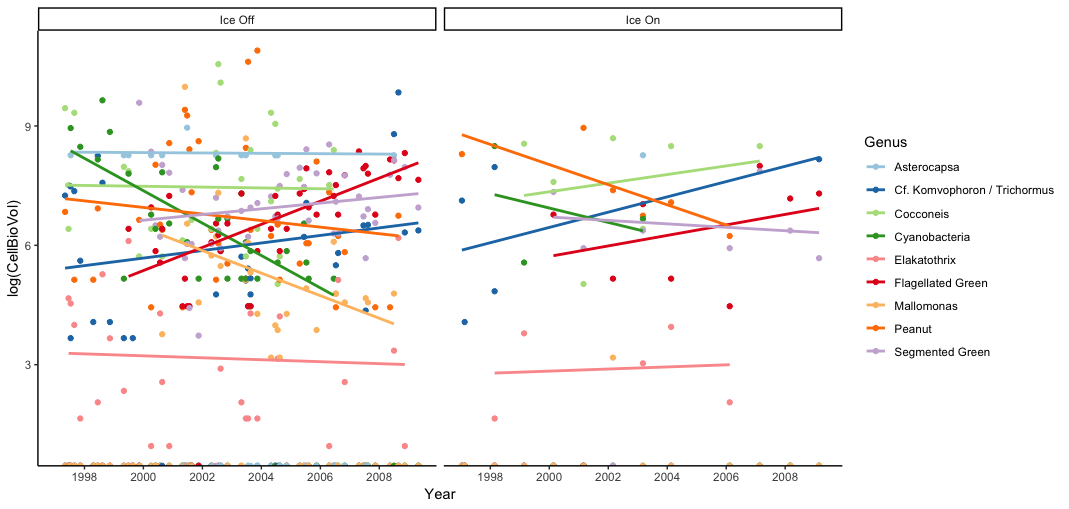 Ice Off
Ice On
log(CellBioVol)
9
6
3
1998
2000
2002
2004
2006
2008
1998
2000
2002
2004
2006
2008
Year
Genus
Asterocapsa
Cf. Komvophoron / Trichormus
Cocconeis
Cyanobacteria
Elakatothrix
Flagellated Green
Mallomonas
Peanut
Segmented Green